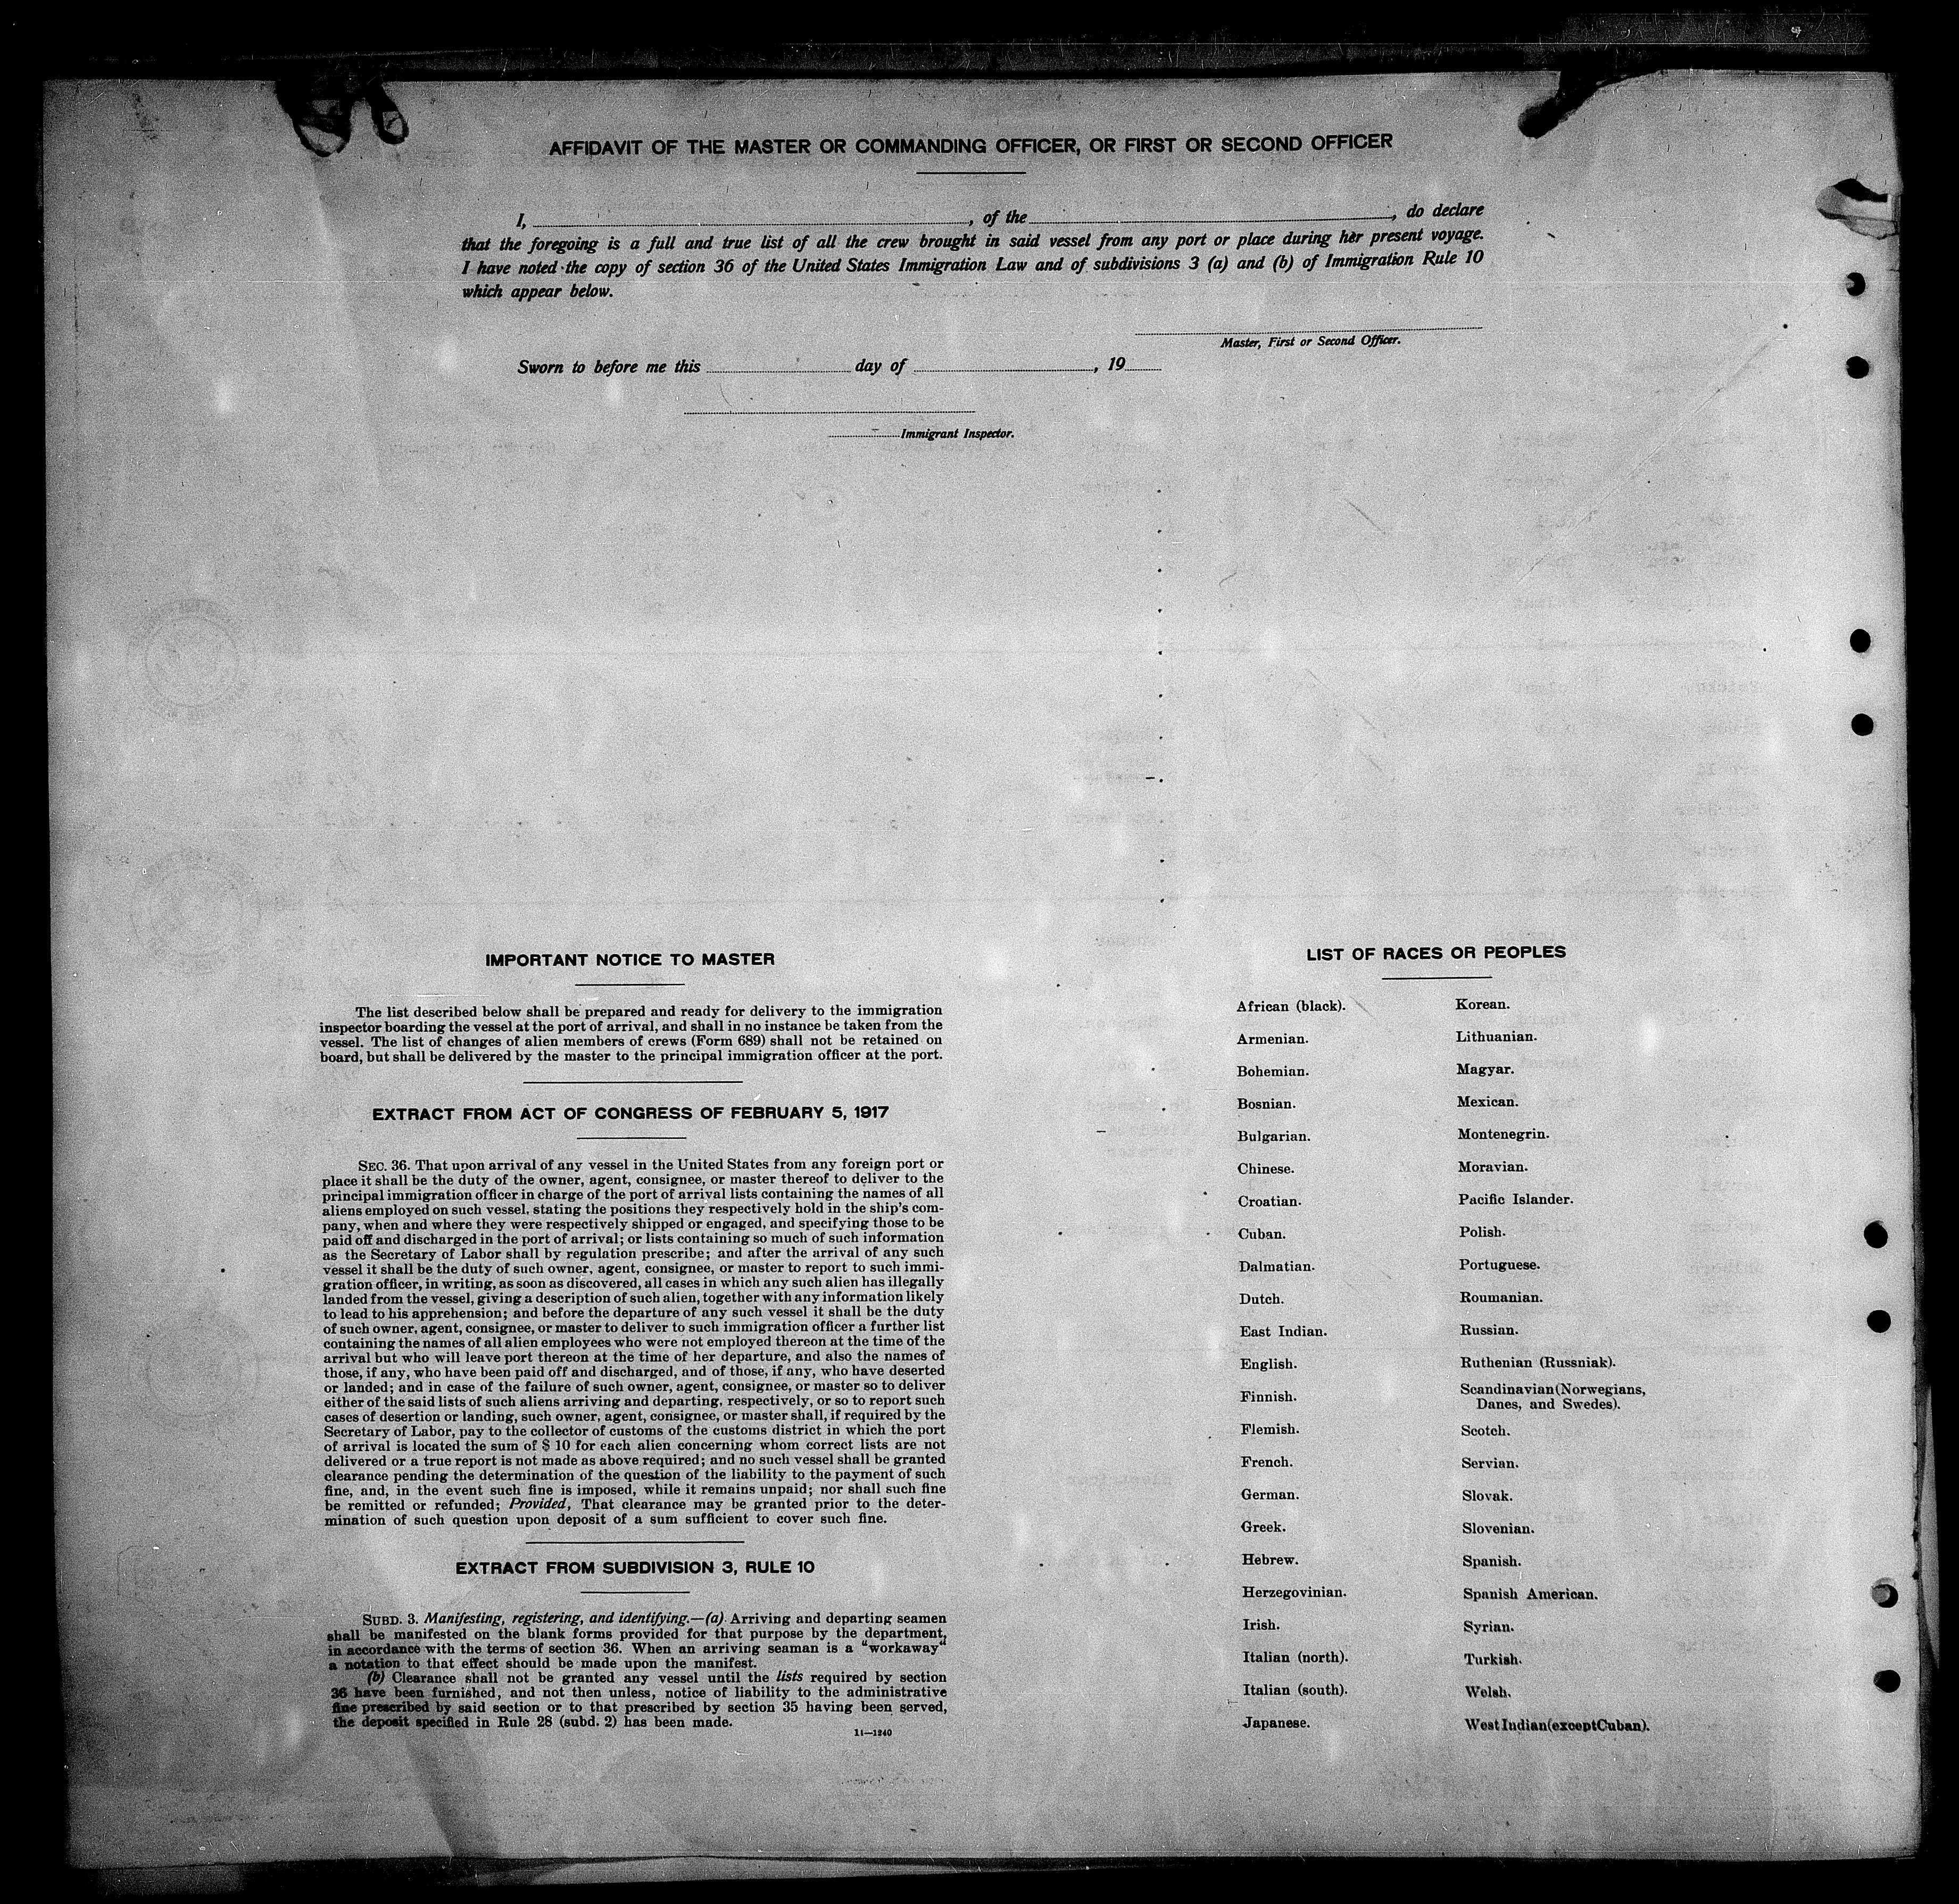 AFFIDAVIT OF THE MASTER OR COMMANDING OFFICER, OR FIRST OR SECOND OFFICER
I, , of the , do declare
that the foregoing is a full and true list of all the crew brought in said vessel from any port or place during her present voyage.
I have noted the copy of section 36 of the United States Immigration Law and of subdivisions 3 (a) and (b) of Immigration Rule 10
which appear below.
Master, First or Second Officer.
Sworn to before me this day of , 19
Immigrant Inspector.
IMPORTANT NOTICE TO MASTER
The list described below shall be prepared and ready for delivery to the immigration
inspector boarding the vessel at the port of arrival, and shall in no instance be taken from the
vessel. The list of changes of alien members of crews (Form 689) shall not be retained on
board, but shall be delivered by the master to the principal immigration officer at the port.
EXTRACT FROM ACT OF CONGRESS OF FEBRUARY 5, 1917
SEC. 36. That upon arrival of any vessel in the United States from any foreign port or
place it shall be the duty of the owner, agent, consignee, or master thereof to deliver to the
principal immigration officer in charge of the port of arrival lists containing the names of all
aliens employed on such vessel, stating the positions they respectively hold in the ship's com-
pany, when and where they were respectively shipped or engaged, and specifying those to be
paid off and discharged in the port of arrival; or lists containing so much of such information
as the Secretary of Labor shall by regulation prescribe; and after the arrival of any such
vessel it shall be the duty of such owner, agent, consignee, or master to report to such immi-
gration officer, in writing, as soon as discovered, all cases in which any such alien has illegally
landed from the vessel, giving a description of such alien, together with any information likely
to lead to his apprehension; and before the departure of any such vessel it shall be the duty
of such owner, agent, consignee, or master to deliver to such immigration officer a further list
containing the names of all alien employees who were not employed thereon at the time of the
arrival but who will leave port thereon at the time of her departure, and also the names of
those, if any, who have been paid off and discharged, and of those, if any, who have deserted
or landed; and in case of the failure of such owner, agent, consignee, or master so to deliver
either of the said lists of such aliens arriving and departing, respectively, or so to report such
cases of desertion or landing, such owner, agent, consignee, or master shall, if required by the
Secretary of Labor, pay to the collector of customs of the customs district in which the port
of arrival is located the sum of $ 10 for each alien concerning whom correct lists are not
delivered or a true report is not made as above required; and no such vessel shall be granted
clearance pending the determination of the question of the liability to the payment of such
fine, and, in the event such fine is imposed, while it remains unpaid; nor shall such fine
be remitted or refunded; Provided, That clearance may be granted prior to the deter-
mination of such question upon deposit of a sum sufficient to cover such fine.
EXTRACT FROM SUBDIVISION 3, RULE 10
SUBD. 3. Manifesting, registering, and identifying.—(a) Arriving and departing seamen
shall be manifested on the blank forms provided for that purpose by the department,
in accordance with the terms of section 36. When an arriving seaman is a "workaway"
a notation to that effect should be made upon the manifest.
(b) Clearance shall not be granted any vessel until the lists required by section
36 have been furnished, and not then unless, notice of liability to the administrative
fine prescribed by said section or to that prescribed by section 35 having been served,
the deposit specified in Rule 28 (subd. 2) has been made.
11—1240
LIST OF RACES OR PEOPLES
African (black).
Armenian.
Bohemian.
Bosnian.
Bulgarian.
Chinese.
Croatian.
Cuban.
Dalmatian.
Dutch.
East Indian.
English.
Finnish.
Flemish.
French.
German.
Greek.
Hebrew.
Herzegovinian.
Irish.
Italian (north).
Italian (south).
Japanese.
Korean.
Lithuanian.
Magyar.
Mexican.
Montenegrin.
Moravian.
Pacific Islander.
Polish.
Portuguese.
Roumanian.
Russian.
Ruthenian (Russniak).
Scandinavian (Norwegians,
Danes, and Swedes).
Scotch.
Servian.
Slovak.
Slovenian.
Spanish.
Spanish American.
Syrian.
Turkish.
Welsh.
West Indian (except Cuban).